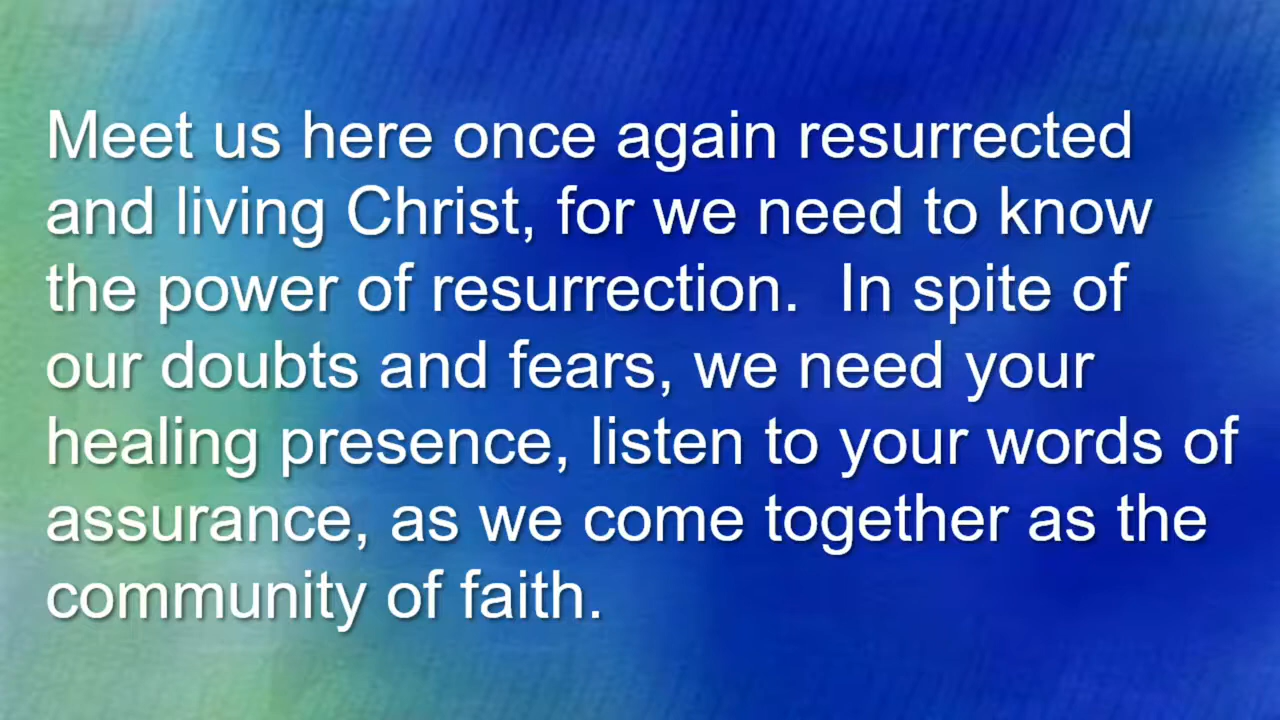 Meet us here once again resurrected
and living Christ, for we need to know
the power of resurrection.  In spite of
our doubts and fears, we need your
healing presence, listen to your words of
assurance, as we come together as the
community of faith.